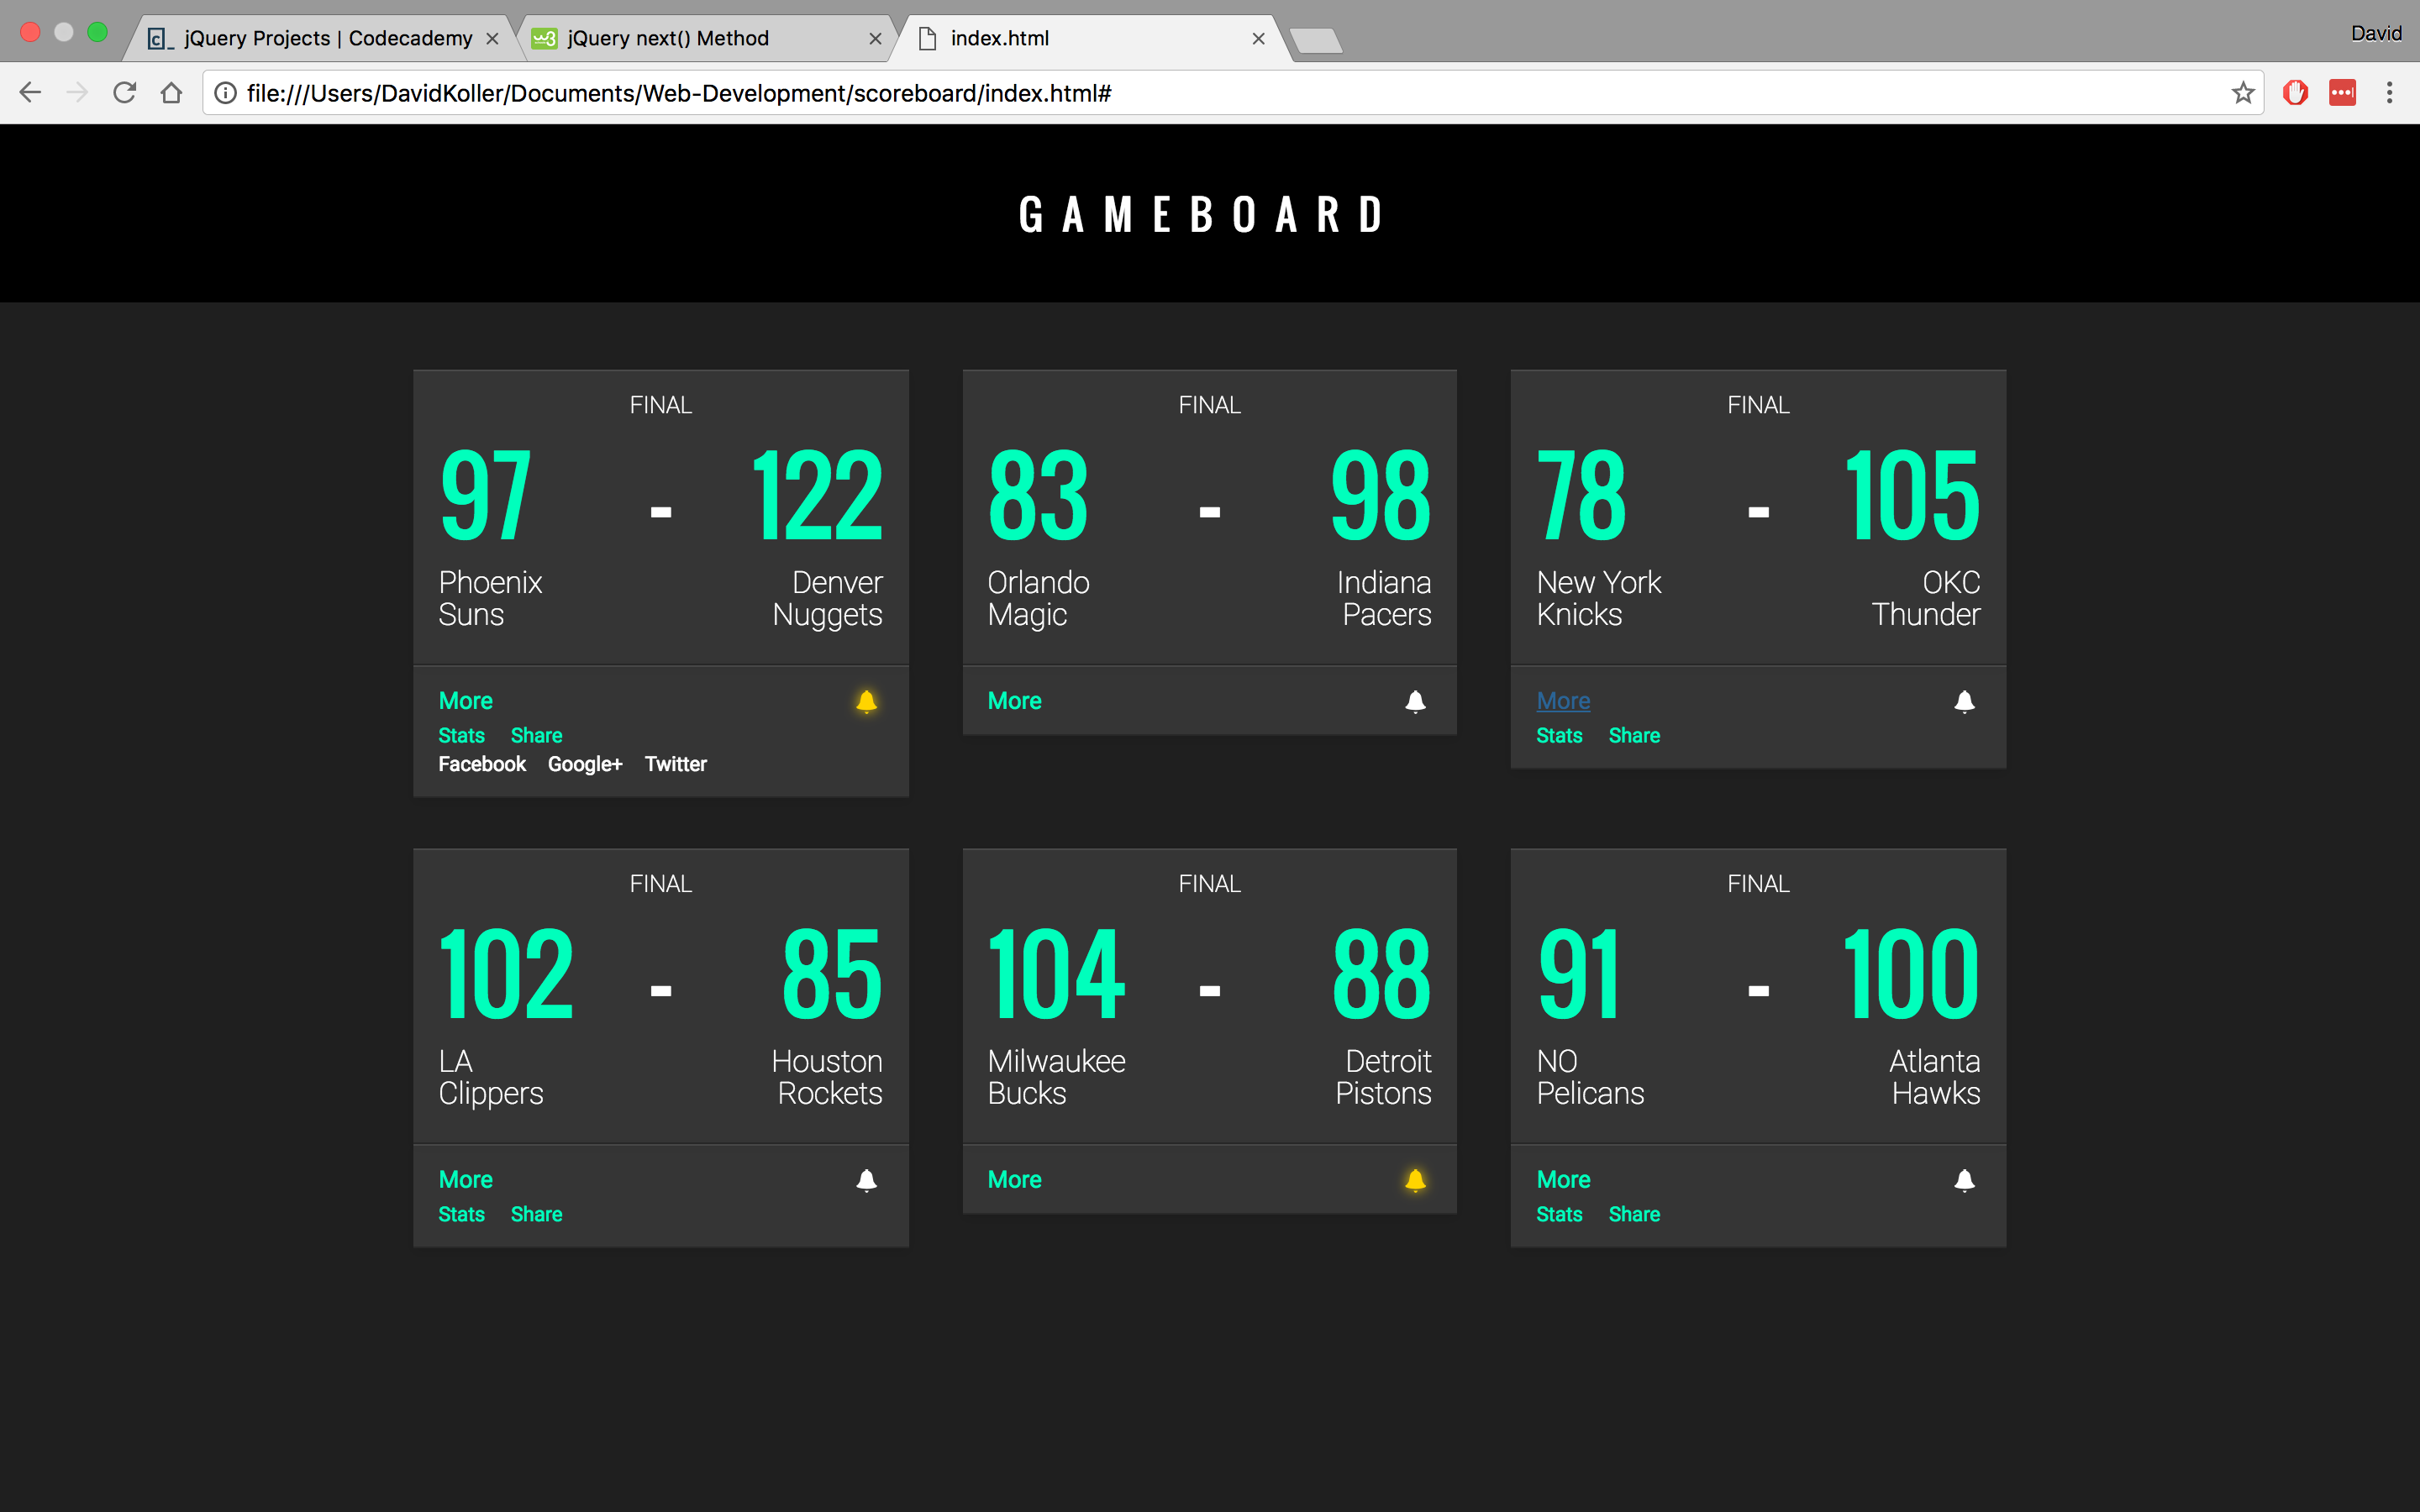 jQuery Projects | Codecademy
jQuery next() Method
index.html
David
file:///Users/DavidKoller/Documents/Web-Development/scoreboard/index.html#
GAMEBOARD
FINAL
97 - 122
Phoenix Suns
Denver Nuggets
More
Stats Share
Facebook Google+ Twitter
FINAL
83 - 98
Orlando Magic
Indiana Pacers
More
FINAL
78 - 105
New York Knicks
OKC Thunder
More
Stats Share
FINAL
102 - 85
LA Clippers
Houston Rockets
More
Stats Share
FINAL
104 - 88
Milwaukee Bucks
Detroit Pistons
More
FINAL
91 - 100
NO Pelicans
Atlanta Hawks
More
Stats Share